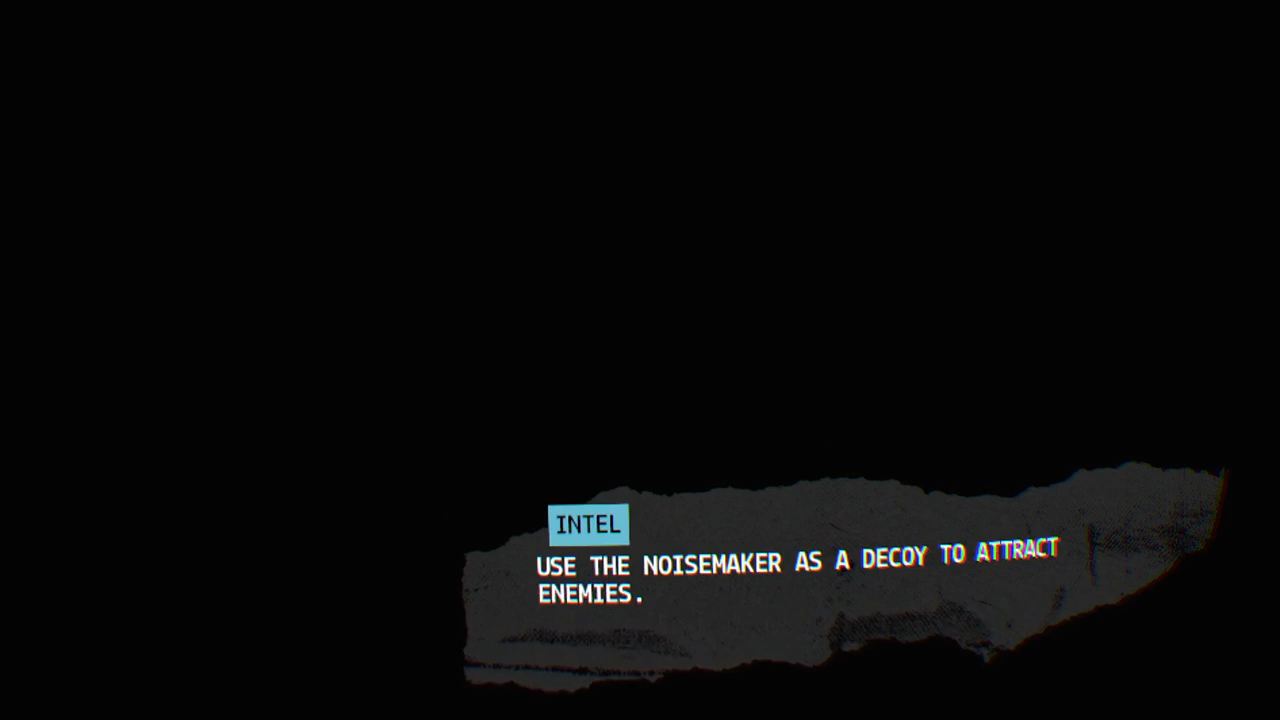 INTEL
USE THE NOISEMAKER AS A DECOY TO ATTRACT
ENEMIES.